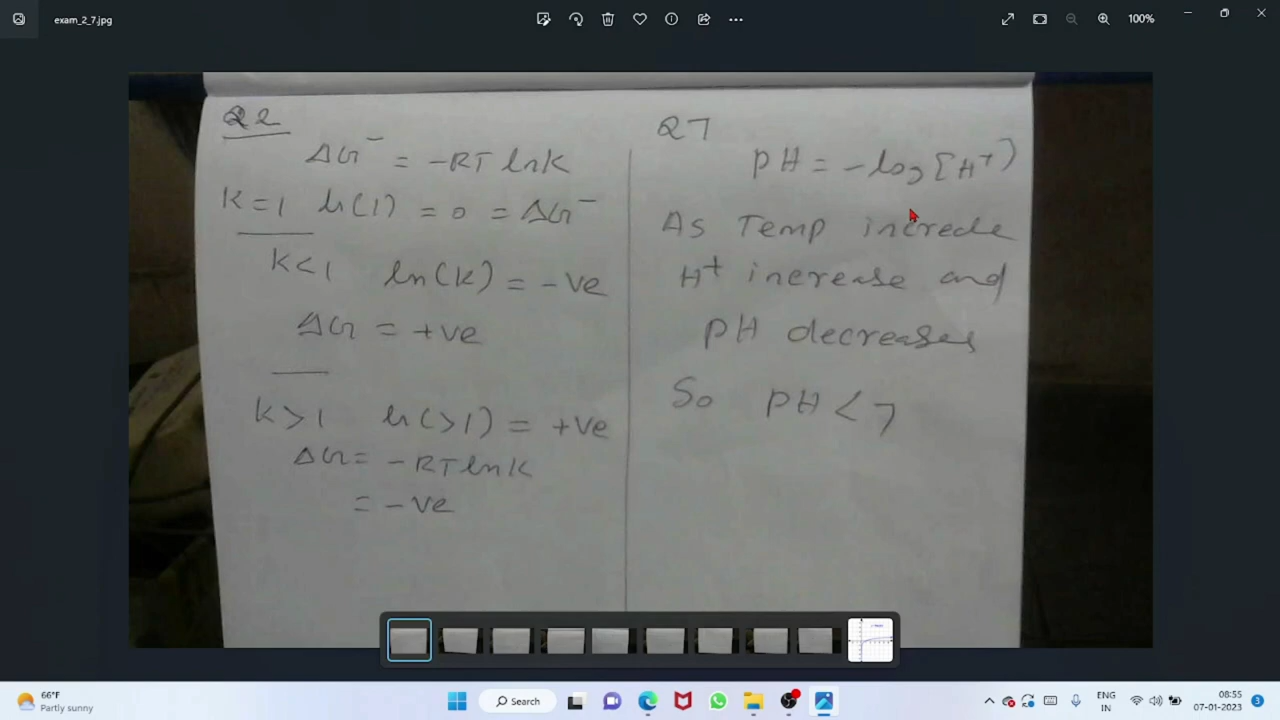 exam_2_7.jpg
100%
Q2
ΔG⁻ = -RT lnK
K=1 ln(1) = 0 = ΔG⁻
K<1 ln(K) = -ve
ΔG = +ve
K>1 ln(>1) = +ve
ΔG = -RT lnK
= -ve
Q7
pH = -log[H⁺)
As Temp increde
H⁺ increase and
PH decreases
So PH < 7
66°F
Partly sunny
Search
ENG
IN
08:55
07-01-2023
3